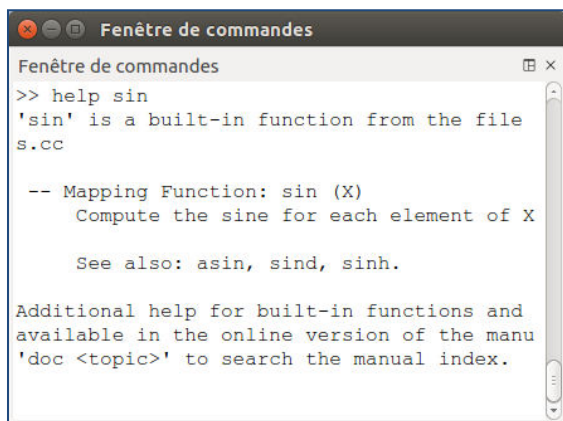 Fenêtre de commandes
Fenêtre de commandes
>> help sin
'sin' is a built-in function from the file
s.cc
-- Mapping Function: sin (X)
Compute the sine for each element of X
See also: asin, sind, sinh.
Additional help for built-in functions and
available in the online version of the manu
'doc <topic>' to search the manual index.